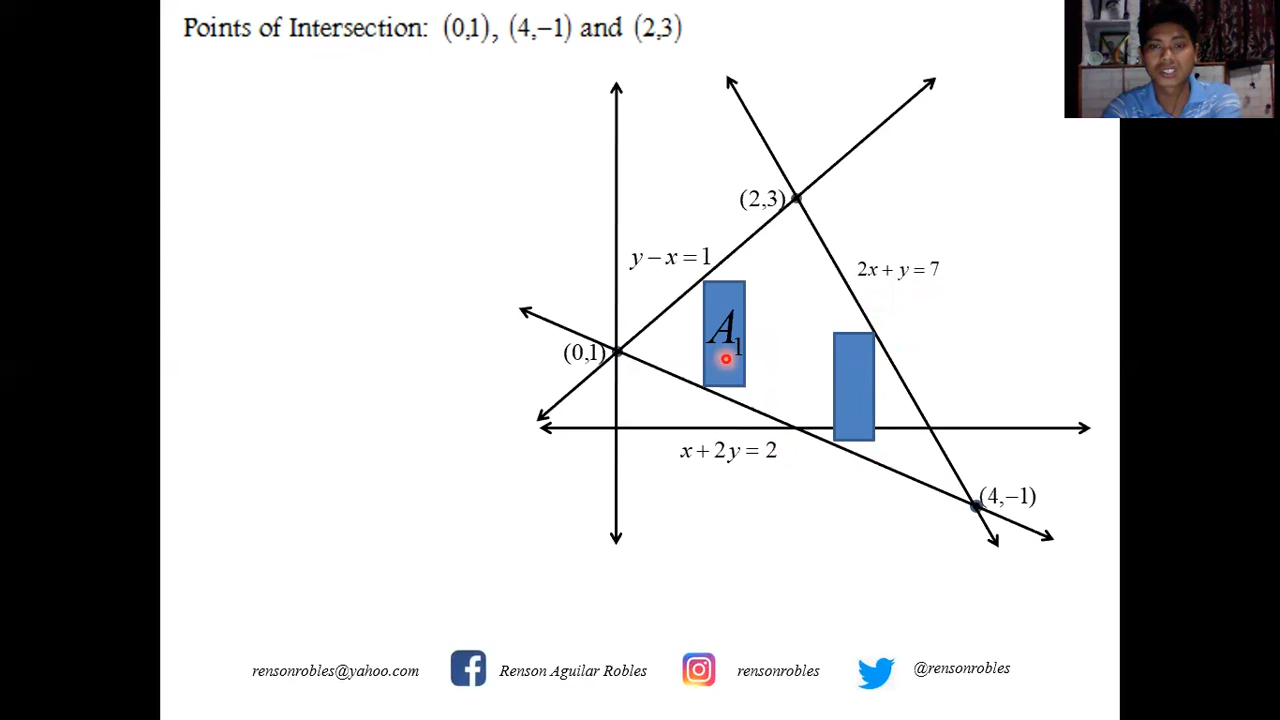 Points of Intersection: (0,1), (4,−1) and (2,3)
(2,3)
y − x = 1
2x + y = 7
A₁
(0,1)
x + 2y = 2
(4,−1)
rensonrobles@yahoo.com
Renson Aguilar Robles
rensonrobles
@rensonrobles